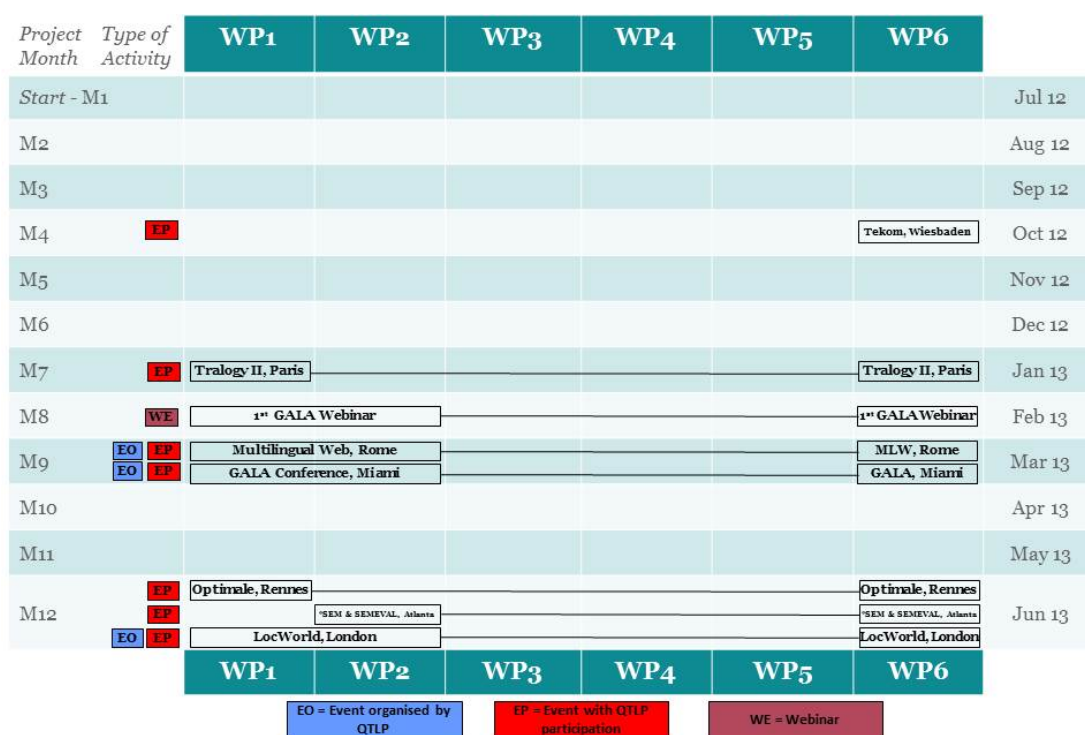 Project Month Type of Activity WP1 WP2 WP3 WP4 WP5 WP6
Start - M1 Jul 12
M2 Aug 12
M3 Sep 12
M4 EP Tekom, Wiesbaden Oct 12
M5 Nov 12
M6 Dec 12
M7 EP Tralogy II, Paris Tralogy II, Paris Jan 13
M8 WE 1st GALA Webinar 1st GALA Webinar Feb 13
M9 Mar 13
EO EP Multilingual Web, Rome MLW, Rome
EO EP GALA Conference, Miami GALA, Miami
M10 Apr 13
M11 May 13
M12 Jun 13
EP Optimale, Rennes Optimale, Rennes
EP *SEM & SEMEVAL, Atlanta *SEM & SEMEVAL, Atlanta
EO EP LocWorld, London LocWorld, London
WP1 WP2 WP3 WP4 WP5 WP6
EO = Event organised by QTLP
EP = Event with QTLP participation
WE = Webinar